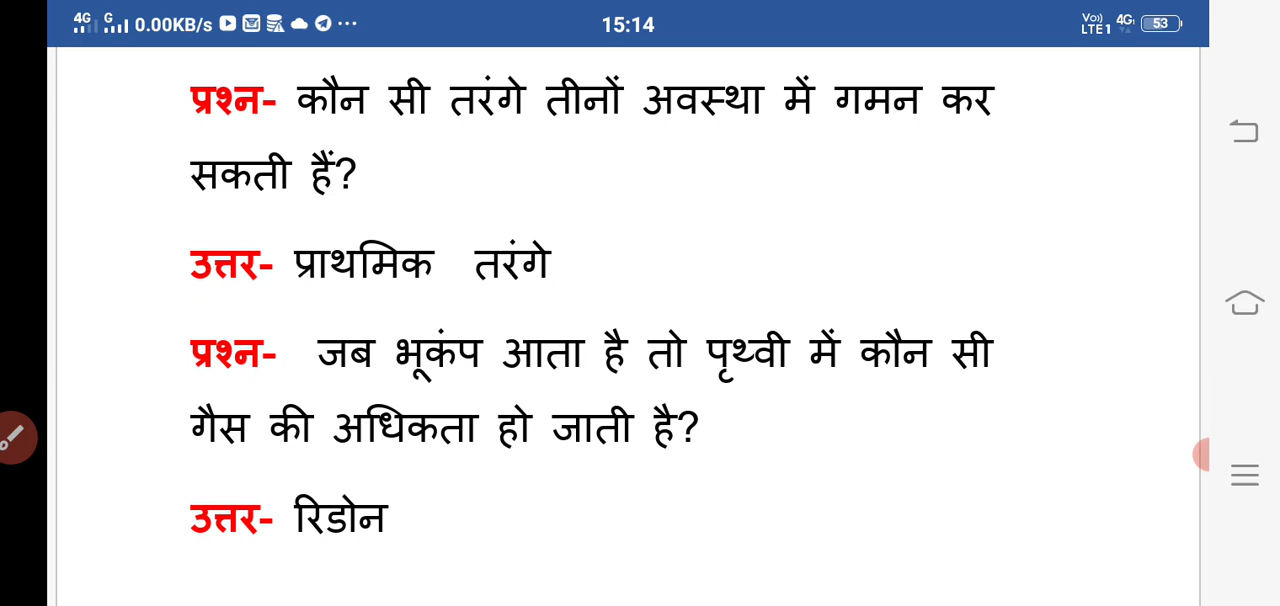 4G G 0.00KB/s 15:14 Vo) LTE1 4G 53
प्रश्न- कौन सी तरंगे तीनों अवस्था में गमन कर
सकती हैं?
उत्तर- प्राथमिक तरंगे
प्रश्न- जब भूकंप आता है तो पृथ्वी में कौन सी
गैस की अधिकता हो जाती है?
उत्तर- रिडोन